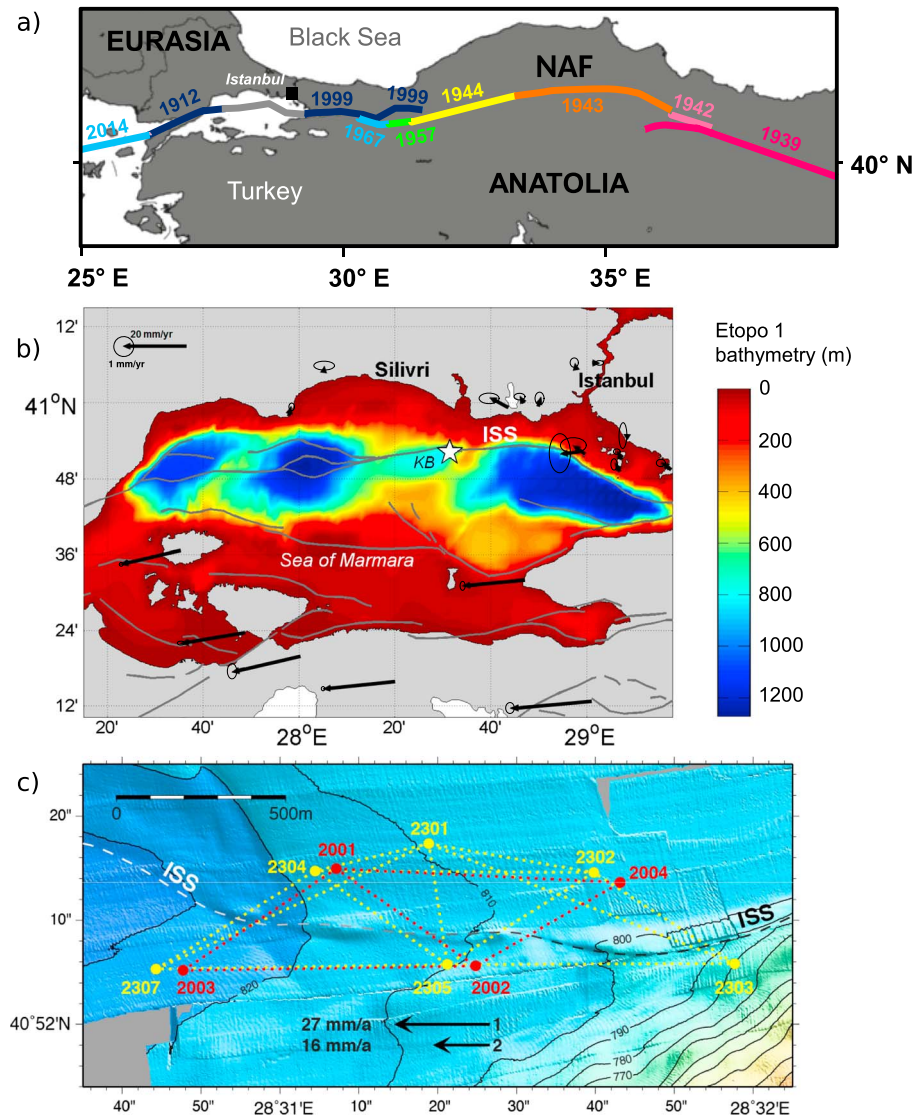 a)
EURASIA
Black Sea
NAF
Istanbul
1912
1999
1999
1944
1943
1942
2014
1967
1957
1939
40° N
Turkey
ANATOLIA
25° E
30° E
35° E
b)
Etopo 1
bathymetry (m)
12'
20 mm/yr
1 mm/yr
Silivri
Istanbul
41°N
ISS
KB
48'
36'
Sea of Marmara
24'
12'
20'
40'
28°E
20'
40'
29°E
0
200
400
600
800
1000
1200
c)
20"
0
500m
2301
2001
2304
2302
2004
ISS
810
10"
ISS
800
2307
2003
820
2305
2002
2303
40°52'N
27 mm/a
1
16 mm/a
2
790
780
770
40"
50"
28°31'E
10"
20"
30"
40"
50"
28°32'E